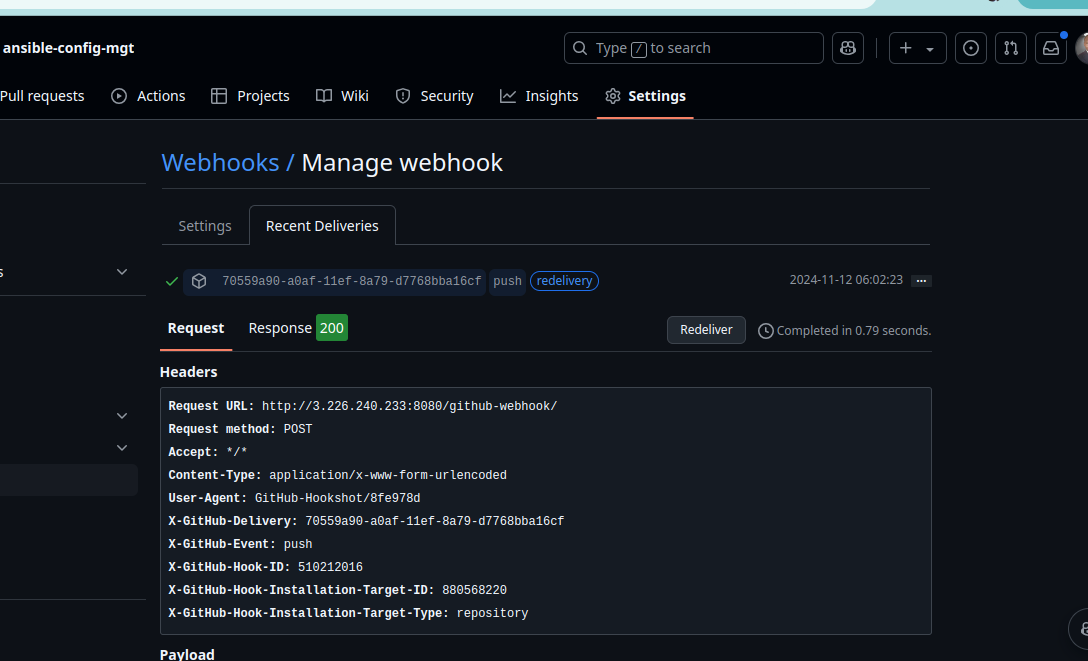 ansible-config-mgt
Type / to search
Pull requests Actions Projects Wiki Security Insights Settings
Webhooks / Manage webhook
Settings Recent Deliveries
s
70559a90-a0af-11ef-8a79-d7768bba16cf push redelivery 2024-11-12 06:02:23 ...
Request Response 200 Redeliver Completed in 0.79 seconds.
Headers
Request URL: http://3.226.240.233:8080/github-webhook/
Request method: POST
Accept: */*
Content-Type: application/x-www-form-urlencoded
User-Agent: GitHub-Hookshot/8fe978d
X-GitHub-Delivery: 70559a90-a0af-11ef-8a79-d7768bba16cf
X-GitHub-Event: push
X-GitHub-Hook-ID: 510212016
X-GitHub-Hook-Installation-Target-ID: 880568220
X-GitHub-Hook-Installation-Target-Type: repository
Payload